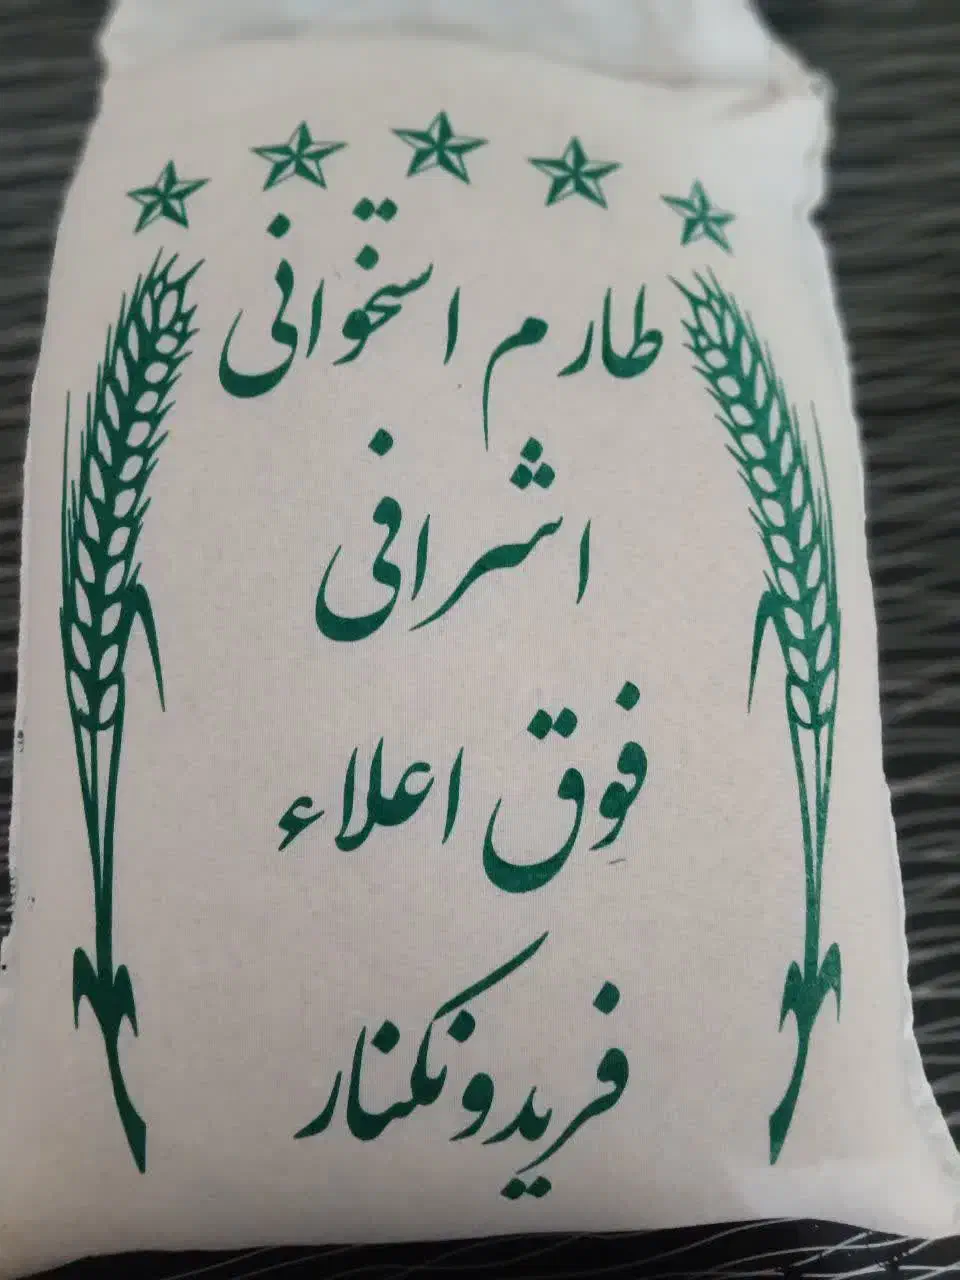 طارم استخوانی
اشرافی
فوق اعلاء
فریدونکنار